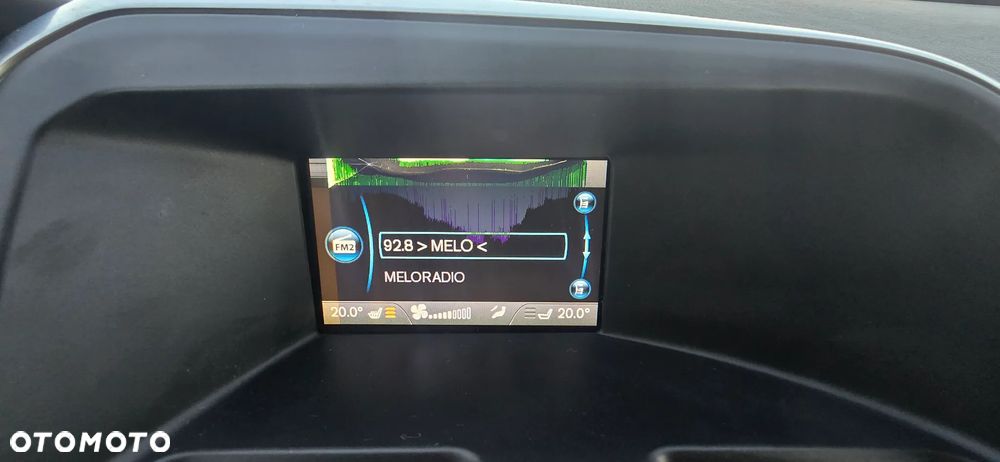 FM2
92.8 > MELO <
MELORADIO
20.0°
20.0°
OTOMOTO